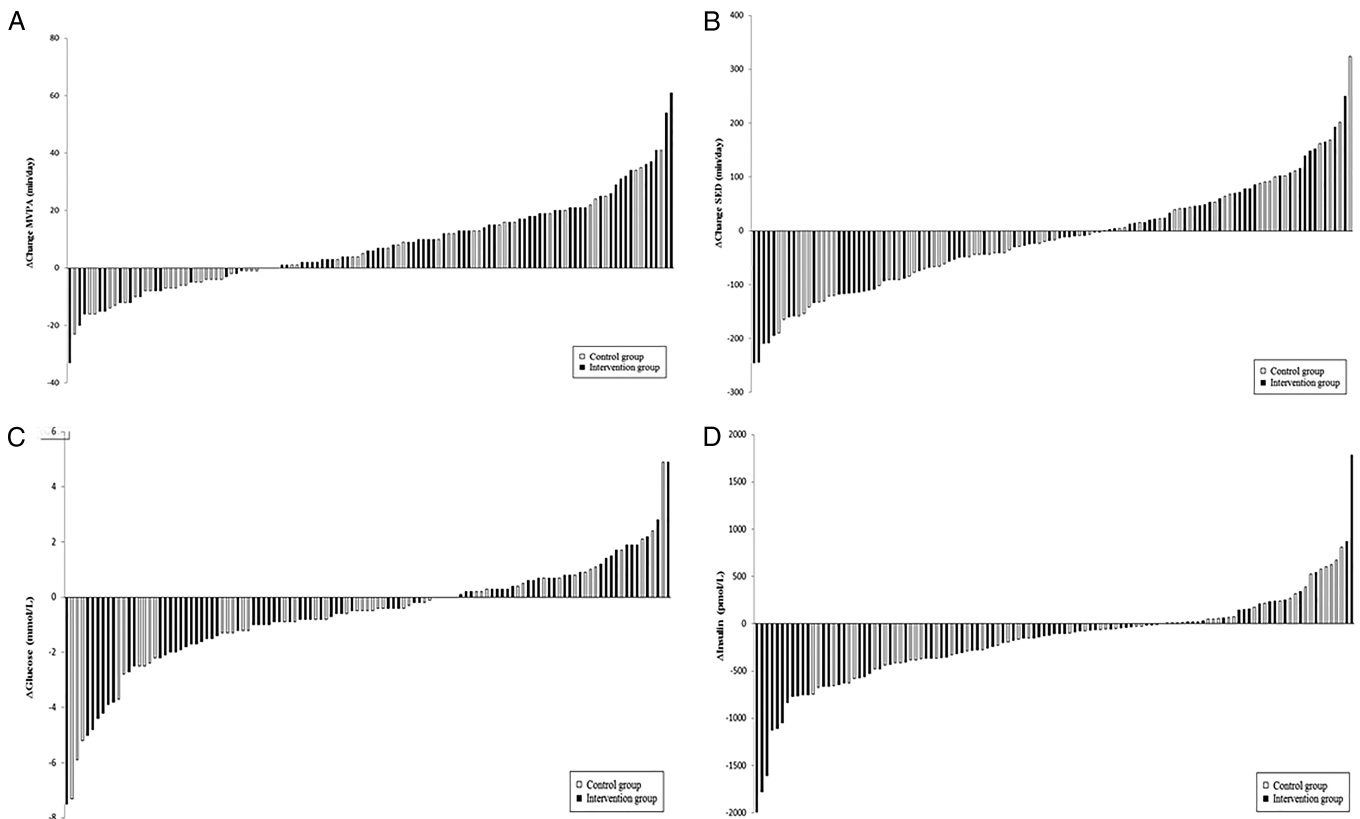 A
80
60
40
20
0
-20
-40
ΔChange MVPA (min/day)
Control group
Intervention group
B
400
300
200
100
0
-100
-200
-300
ΔChange SED (min/day)
Control group
Intervention group
C
6
4
2
0
-2
-4
-6
-8
ΔGlucose (mmol/L)
Control group
Intervention group
D
2000
1500
1000
500
0
-500
-1000
-1500
-2000
ΔInsulin (pmol/L)
Control group
Intervention group